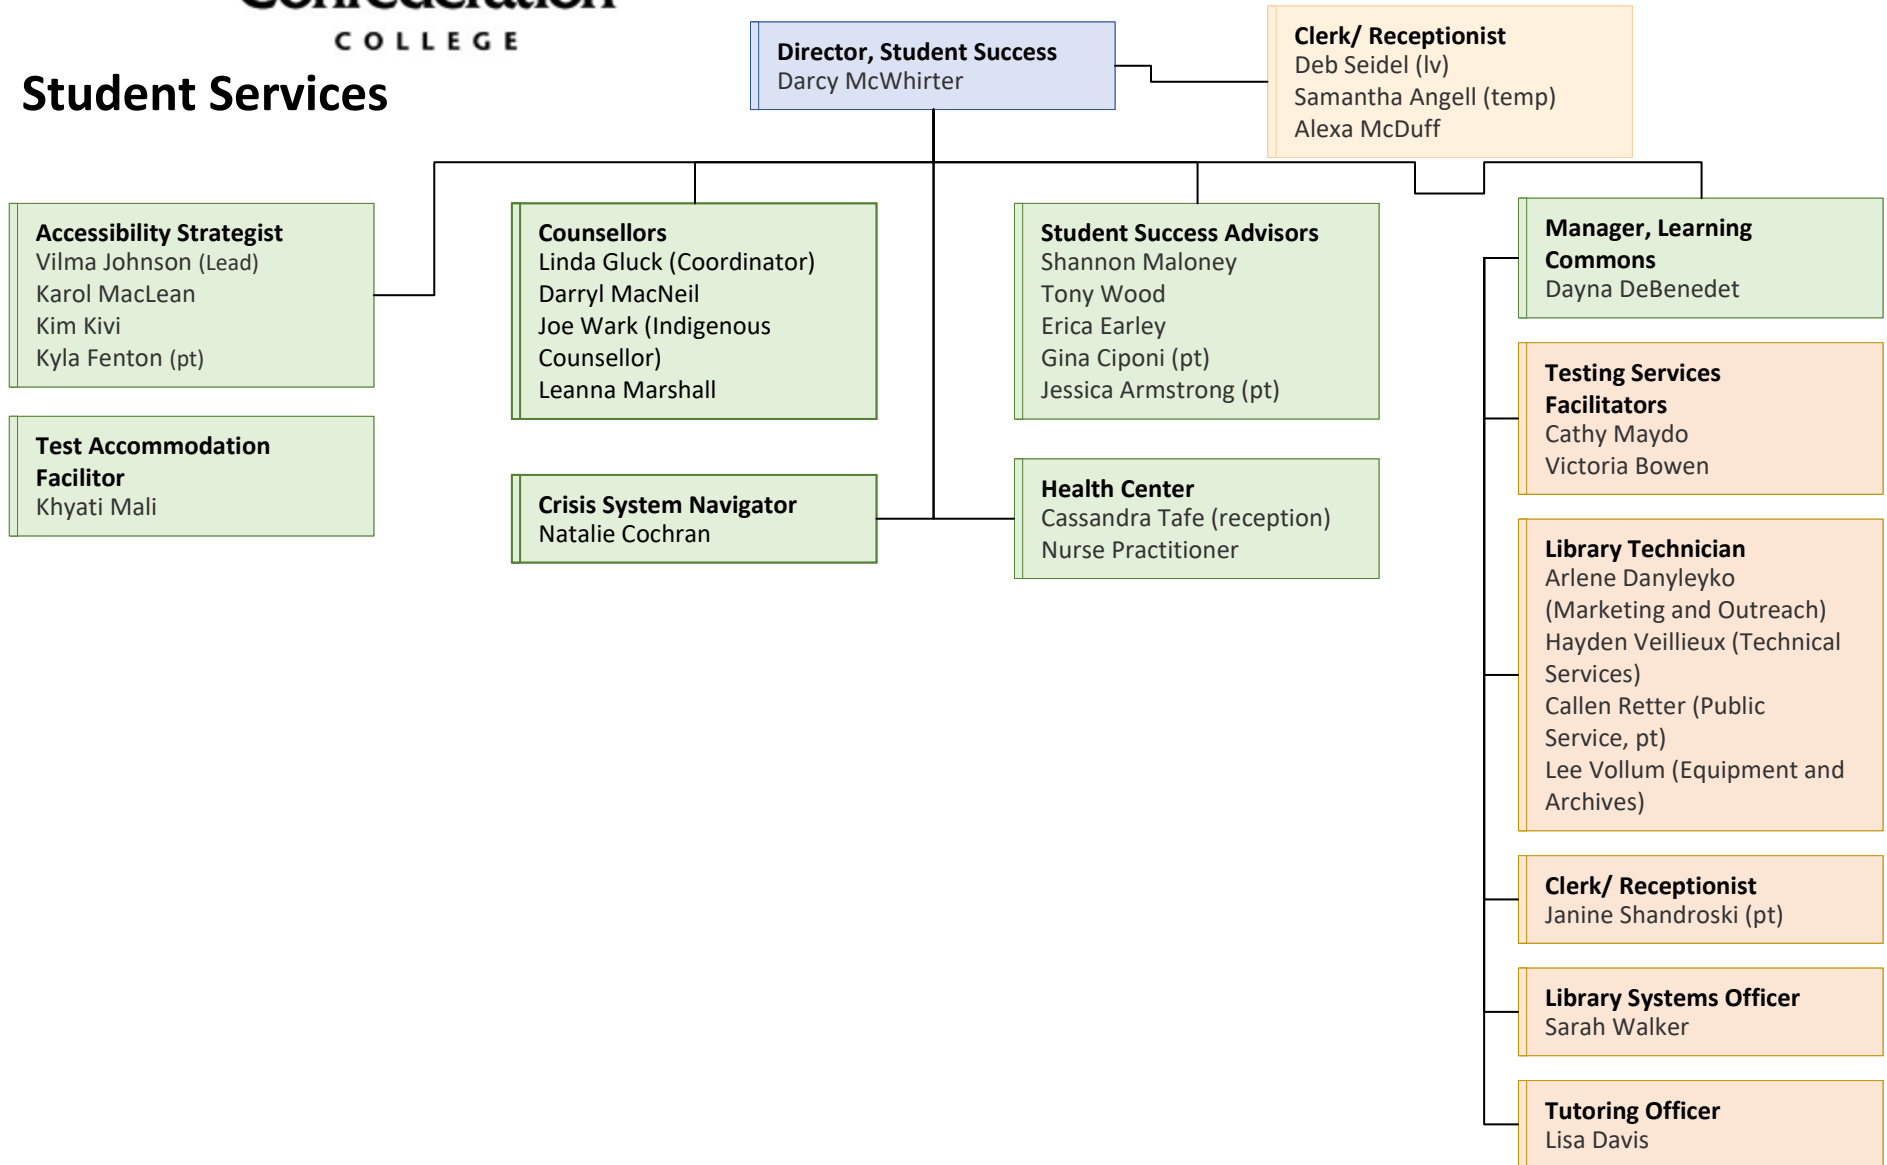 Confederation
COLLEGE
Student Services
Director, Student Success
Darcy McWhirter
Clerk/ Receptionist
Deb Seidel (lv)
Samantha Angell (temp)
Alexa McDuff
Accessibility Strategist
Vilma Johnson (Lead)
Karol MacLean
Kim Kivi
Kyla Fenton (pt)
Test Accommodation
Facilitor
Khyati Mali
Counsellors
Linda Gluck (Coordinator)
Darryl MacNeil
Joe Wark (Indigenous
Counsellor)
Leanna Marshall
Crisis System Navigator
Natalie Cochran
Student Success Advisors
Shannon Maloney
Tony Wood
Erica Earley
Gina Ciponi (pt)
Jessica Armstrong (pt)
Health Center
Cassandra Tafe (reception)
Nurse Practitioner
Manager, Learning
Commons
Dayna DeBenedet
Testing Services
Facilitators
Cathy Maydo
Victoria Bowen
Library Technician
Arlene Danyleyko
(Marketing and Outreach)
Hayden Veillieux (Technical
Services)
Callen Retter (Public
Service, pt)
Lee Vollum (Equipment and
Archives)
Clerk/ Receptionist
Janine Shandroski (pt)
Library Systems Officer
Sarah Walker
Tutoring Officer
Lisa Davis